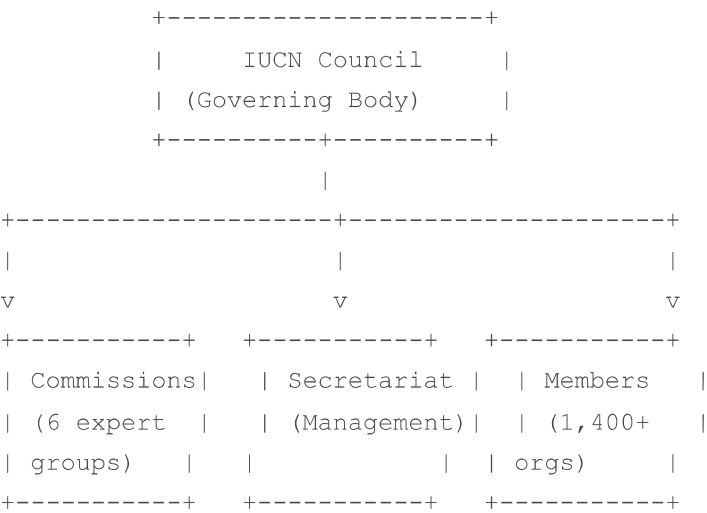 +---------------------+
|     IUCN Council     |
| (Governing Body)     |
+----------+----------+
|
+---------------------+---------------------+
|                     |                     |
v                     v                     v
+-----------+   +-----------+   +-----------+
| Commissions|   | Secretariat |  | Members   |
| (6 expert  |   | (Management)|  | (1,400+   |
| groups)   |   |            |  | orgs)     |
+-----------+   +-----------+   +-----------+